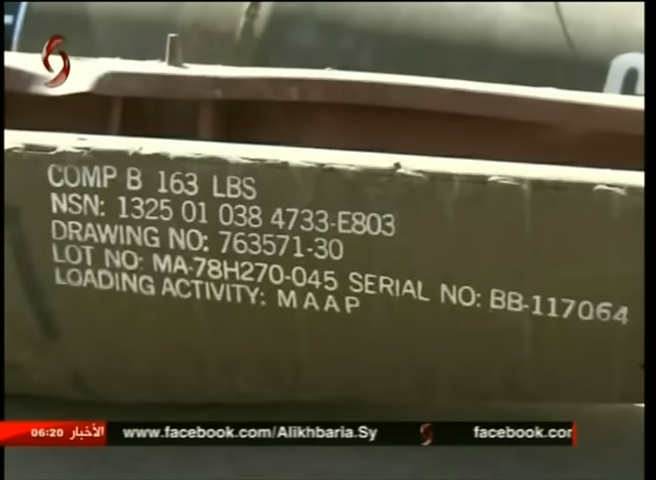 COMP B 163 LBS
NSN: 1325 01 038 4733-E803
DRAWING NO: 763571-30
LOT NO: MA-78H270-045 SERIAL NO: BB-117064
LOADING ACTIVITY: MAAP
06:20 الأخبار www.facebook.com/Alikhbaria.Sy facebook.com